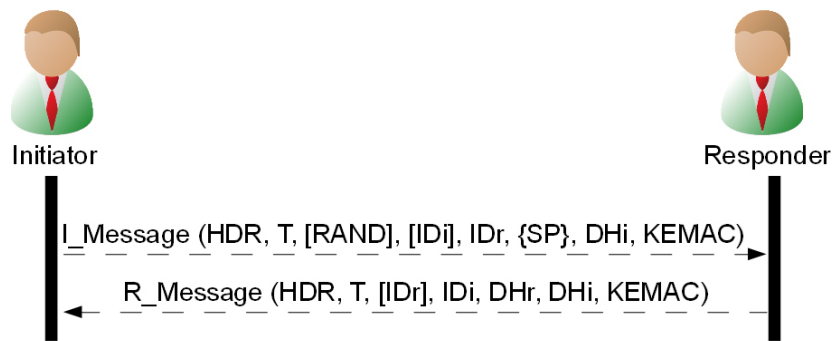 Initiator
Responder
I_Message (HDR, T, [RAND], [IDi], IDr, {SP}, DHi, KEMAC)
R_Message (HDR, T, [IDr], IDi, DHr, DHi, KEMAC)